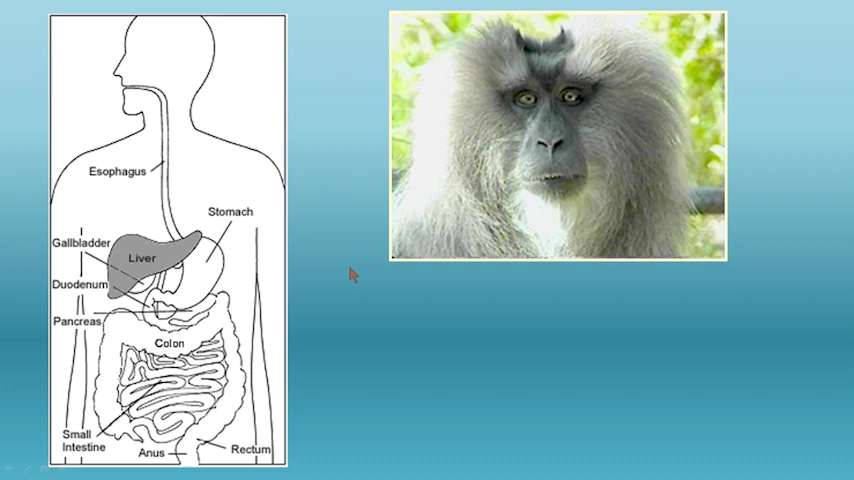 Esophagus
Stomach
Gallbladder
Liver
Duodenum
Pancreas
Colon
Small
Intestine
Anus
Rectum